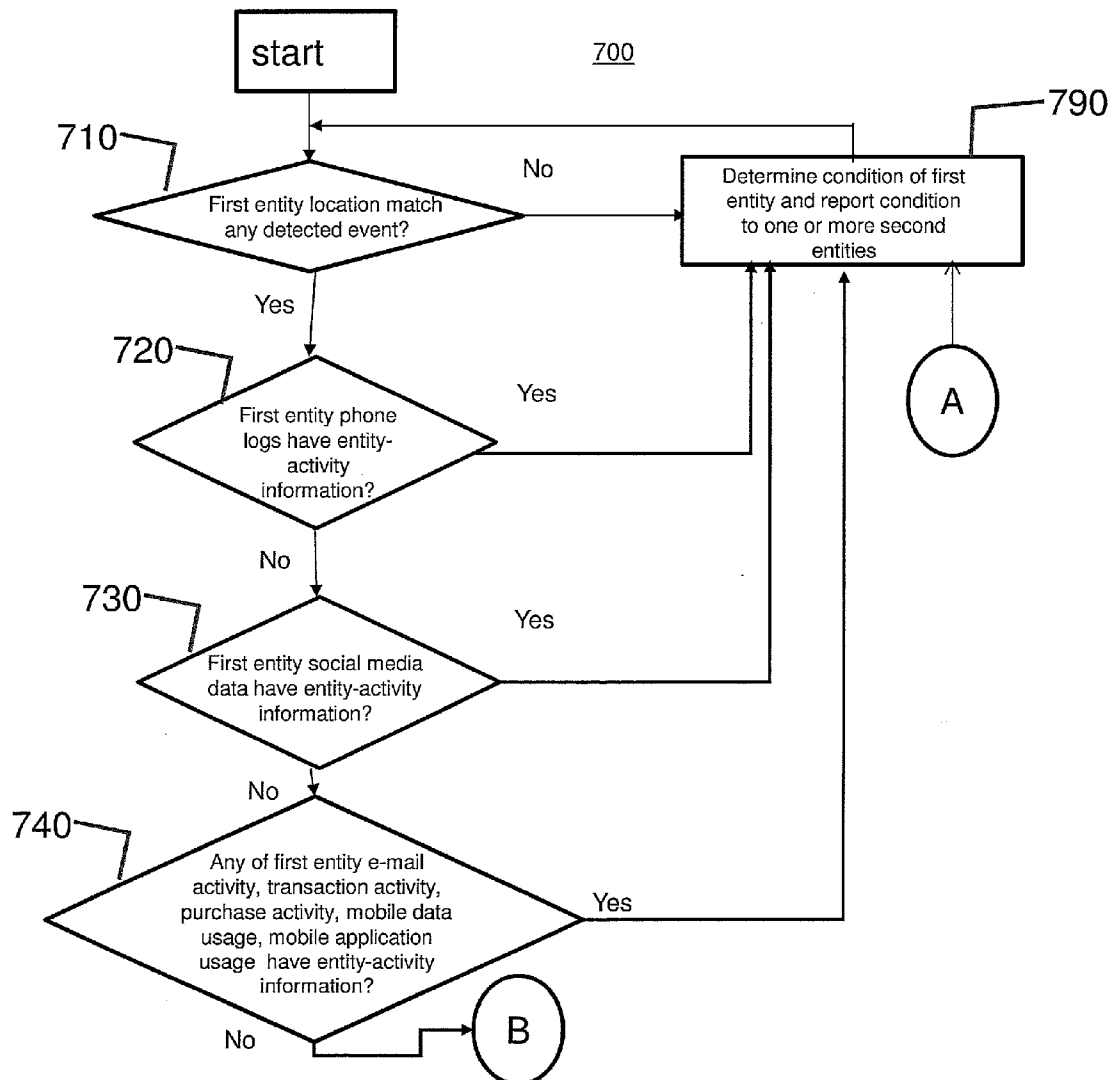 start
700
790
710
No
First entity location match
any detected event?
Determine condition of first
entity and report condition
to one or more second
entities
Yes
720
Yes
First entity phone
logs have entity-
activity
information?
A
No
730
Yes
First entity social media
data have entity-activity
information?
No
740
Any of first entity e-mail
activity, transaction activity,
purchase activity, mobile data
usage, mobile application
usage have entity-activity
information?
Yes
No
B